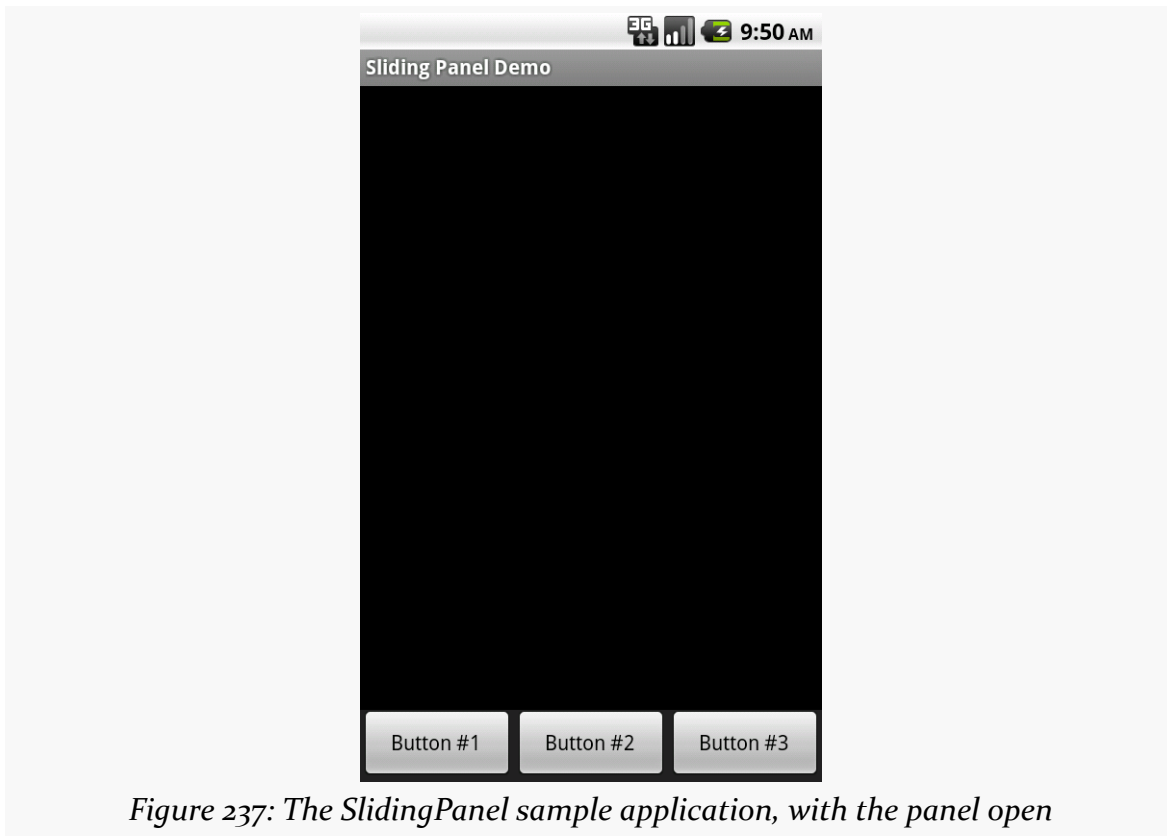 3G 9:50 AM
Sliding Panel Demo
Button #1 Button #2 Button #3
Figure 237: The SlidingPanel sample application, with the panel open